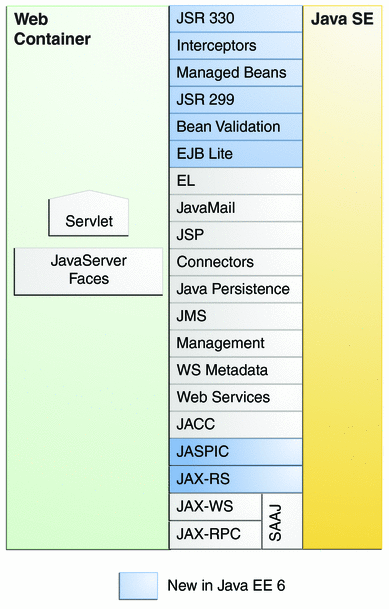 Web
Container
Servlet
JavaServer
Faces
JSR 330
Interceptors
Managed Beans
JSR 299
Bean Validation
EJB Lite
EL
JavaMail
JSP
Connectors
Java Persistence
JMS
Management
WS Metadata
Web Services
JACC
JASPIC
JAX-RS
JAX-WS
JAX-RPC
SAAJ
Java SE
New in Java EE 6